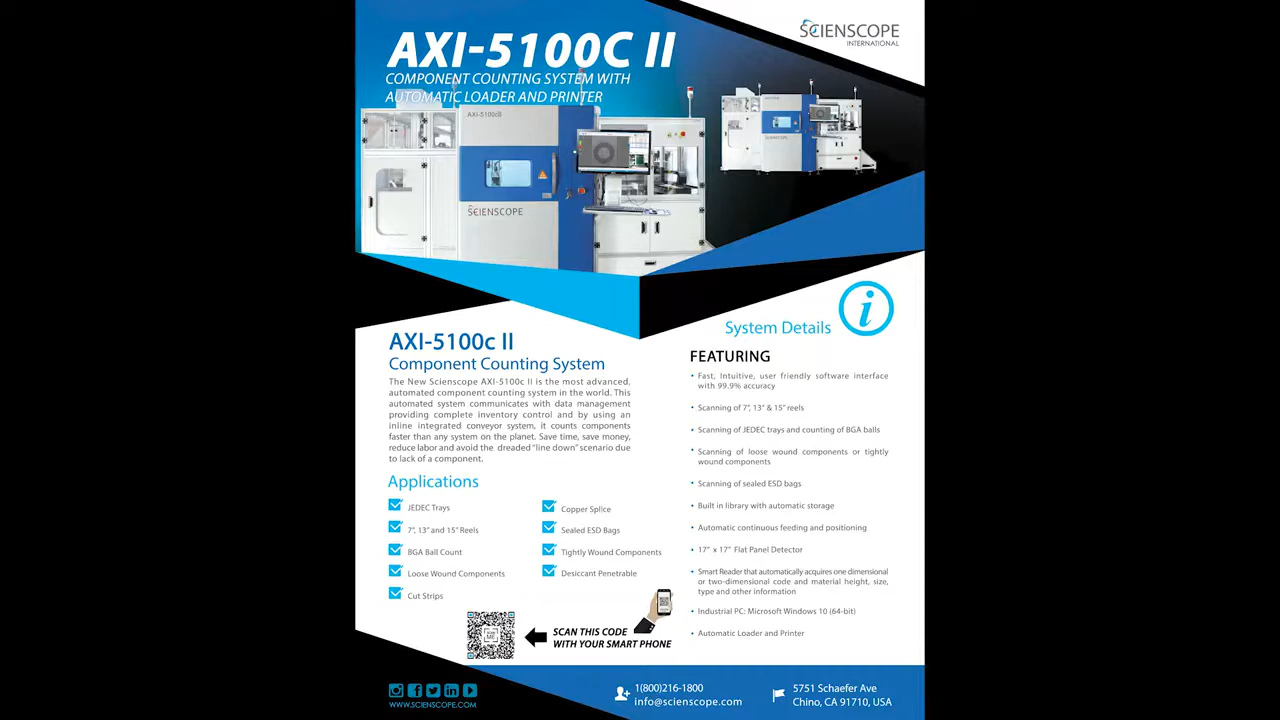 AXI-5100C II
COMPONENT COUNTING SYSTEM WITH
AUTOMATIC LOADER AND PRINTER
SCIENSCOPE
INTERNATIONAL
AXI-5100cII
SCIENSCOPE
AXI-5100c II
Component Counting System
The New Scienscope AXI-5100c II is the most advanced,
automated component counting system in the world. This
automated system communicates with data management
providing complete inventory control and by using an
inline integrated conveyor system, it counts components
faster than any system on the planet. Save time, save money,
reduce labor and avoid the dreaded “line down” scenario due
to lack of a component.
Applications
JEDEC Trays
7”, 13” and 15” Reels
BGA Ball Count
Loose Wound Components
Cut Strips
Copper Splice
Sealed ESD Bags
Tightly Wound Components
Desiccant Penetrable
SCAN THIS CODE
WITH YOUR SMART PHONE
System Details
i
FEATURING
• Fast, Intuitive, user friendly software interface
with 99.9% accuracy
• Scanning of 7”, 13” & 15” reels
• Scanning of JEDEC trays and counting of BGA balls
• Scanning of loose wound components or tightly
wound components
• Scanning of sealed ESD bags
• Built in library with automatic storage
• Automatic continuous feeding and positioning
• 17” x 17” Flat Panel Detector
• Smart Reader that automatically acquires one dimensional
or two-dimensional code and material height, size,
type and other information
• Industrial PC: Microsoft Windows 10 (64-bit)
• Automatic Loader and Printer
WWW.SCIENSCOPE.COM
1(800)216-1800
info@scienscope.com
5751 Schaefer Ave
Chino, CA 91710, USA